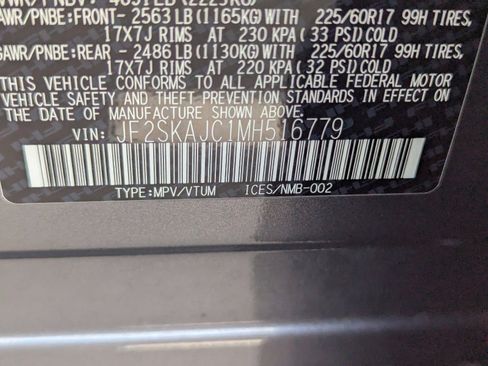 GAWR/PNBE:FRONT- 2563 LB(1165KG)WITH 225/60R17 99H TIRES,
17X7J RIMS AT 230 KPA(33 PSI)COLD
GAWR/PNBE:REAR - 2486 LB(1130KG)WITH 225/60R17 99H TIRES,
17X7J RIMS AT 220 KPA(32 PSI)COLD
THIS VEHICLE CONFORMS TO ALL APPLICABLE FEDERAL MOTOR
VEHICLE SAFETY AND THEFT PREVENTION STANDARDS IN EFFECT ON
THE DATE OF MANUFACTURE SHOWN ABOVE.
VIN: JF2SKAJC1MH516779
TYPE:MPV/VTUM ICES/NMB-002